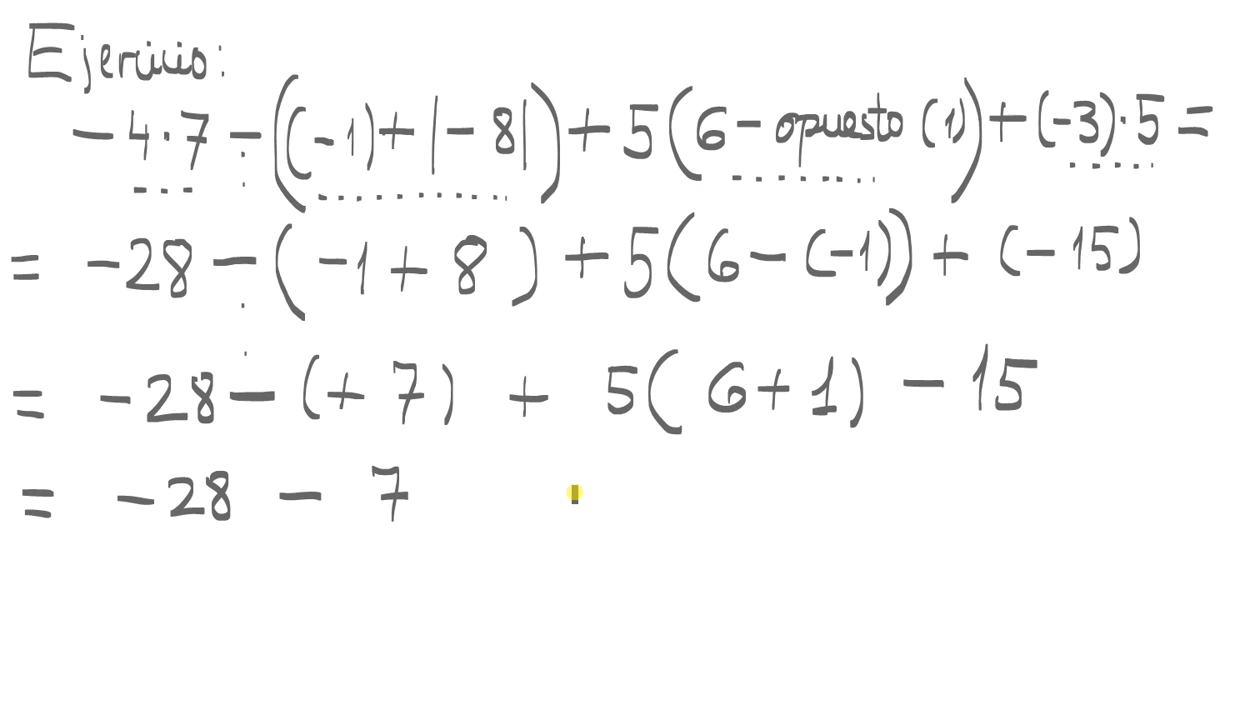 Ejercicio:
- 4 · 7 - ((-1) + |-8|) + 5(6 - opuesto (1)) + (-3) · 5 =
= -28 - (-1 + 8) + 5(6 - (-1)) + (-15)
= -28 - (+ 7) + 5(6 + 1) - 15
= -28 - 7